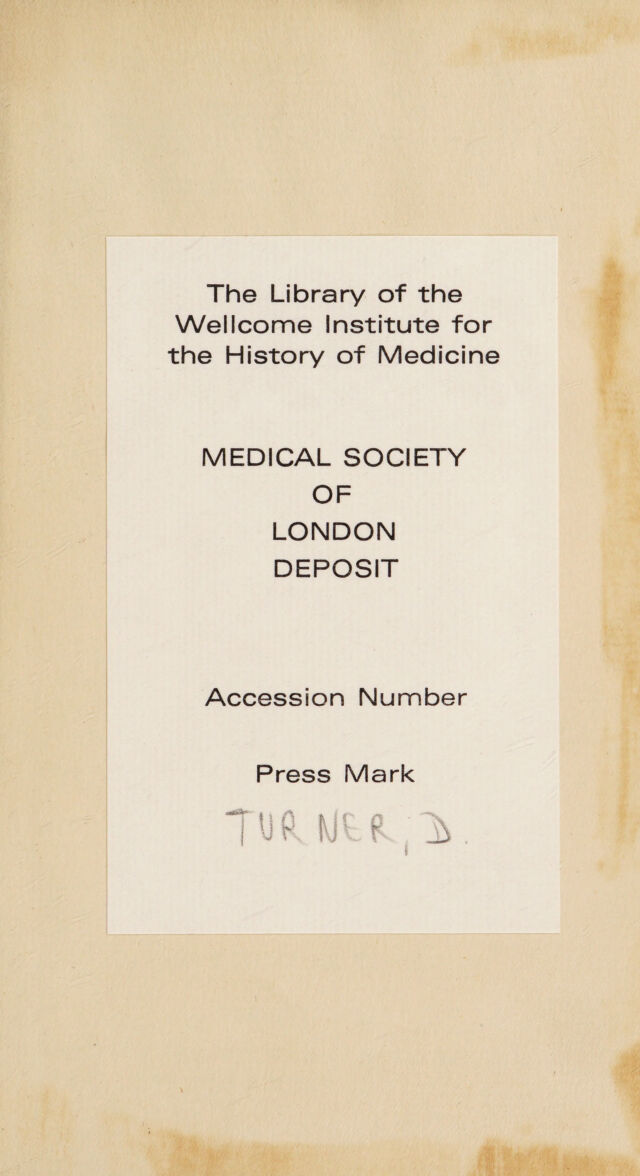 The Library of the
Wellcome Institute for
the History of Medicine
MEDICAL SOCIETY
OF
LONDON
DEPOSIT
Accession Number
Press Mark
TURNER, D.